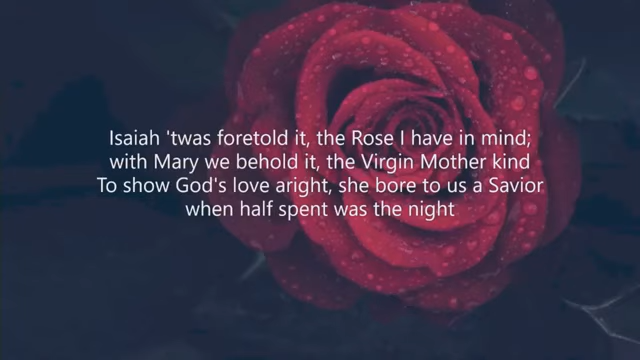 Isaiah 'twas foretold it, the Rose I have in mind;
with Mary we behold it, the Virgin Mother kind
To show God's love aright, she bore to us a Savior
when half spent was the night